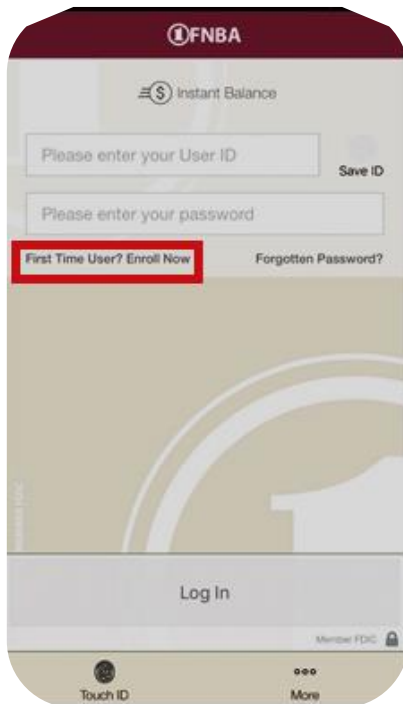 1FNBA
Instant Balance
Please enter your User ID
Save ID
Please enter your password
First Time User? Enroll Now
Forgotten Password?
Log In
Member FDIC
Touch ID
More